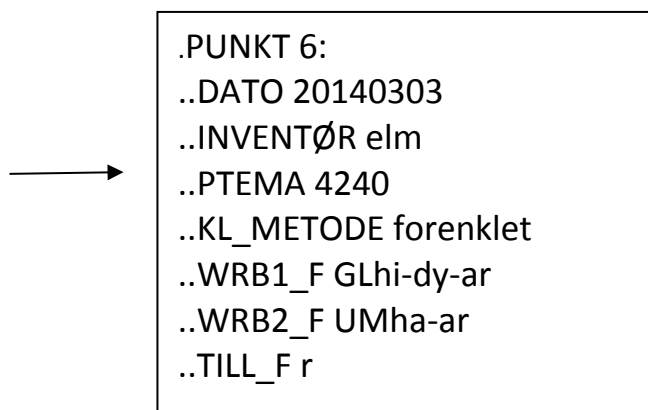 .PUNKT 6:
..DATO 20140303
..INVENTØR elm
..PTEMA 4240
..KL_METODE forenklet
..WRB1_F GLhi-dy-ar
..WRB2_F UMha-ar
..TILL_F r